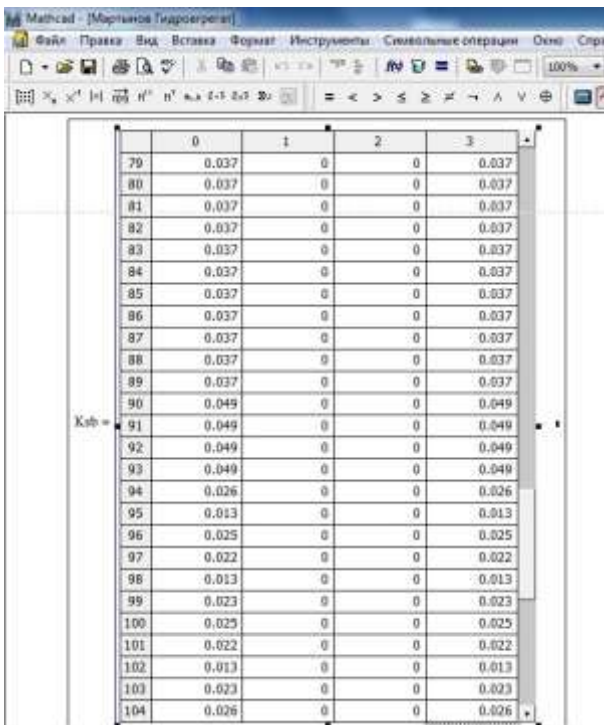 Mathcad - [Мартынов Гидроагрегат]
Файл Правка Вид Вставка Формат Инструменты Символьные операции Окно Спра
100%
0 1 2 3
79 0.037 0 0 0.037
80 0.037 0 0 0.037
81 0.037 0 0 0.037
82 0.037 0 0 0.037
83 0.037 0 0 0.037
84 0.037 0 0 0.037
85 0.037 0 0 0.037
86 0.037 0 0 0.037
87 0.037 0 0 0.037
88 0.037 0 0 0.037
89 0.037 0 0 0.037
90 0.049 0 0 0.049
Ksb = 91 0.049 0 0 0.049
92 0.049 0 0 0.049
93 0.049 0 0 0.049
94 0.026 0 0 0.026
95 0.013 0 0 0.013
96 0.025 0 0 0.025
97 0.022 0 0 0.022
98 0.013 0 0 0.013
99 0.023 0 0 0.023
100 0.025 0 0 0.025
101 0.022 0 0 0.022
102 0.013 0 0 0.013
103 0.023 0 0 0.023
104 0.026 0 0 0.026